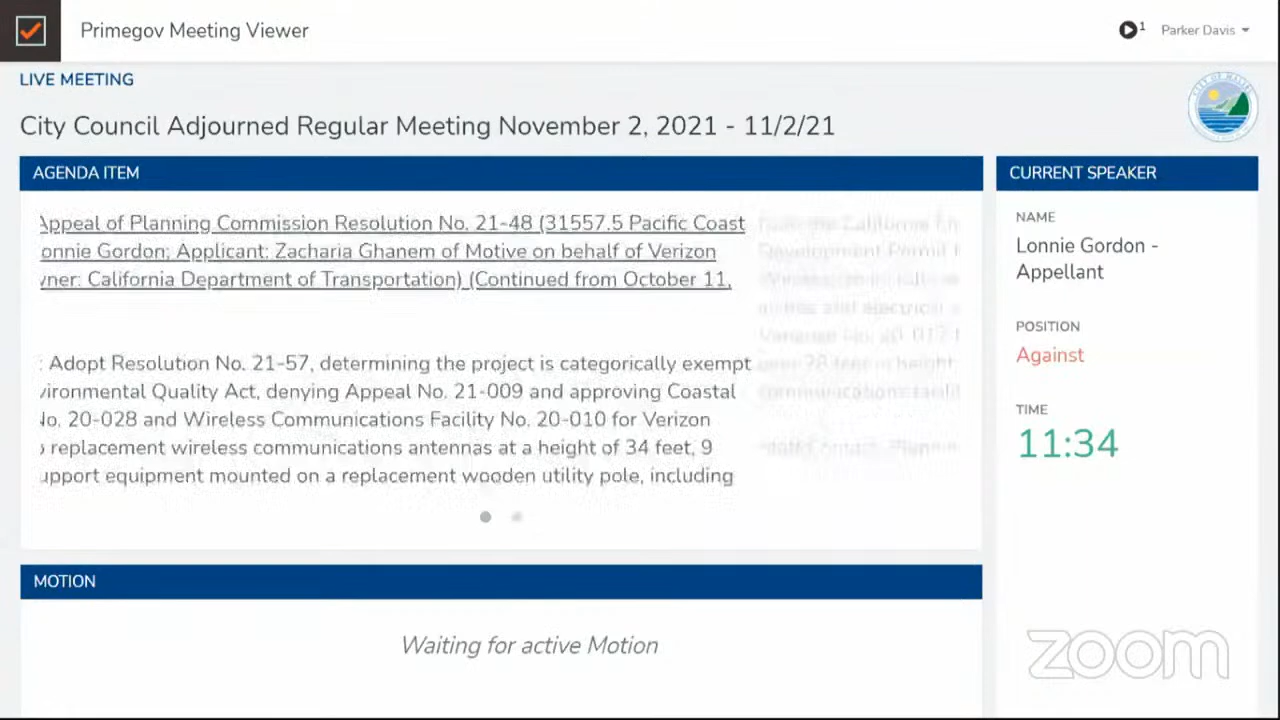 Primegov Meeting Viewer
1 Parker Davis
LIVE MEETING
City Council Adjourned Regular Meeting November 2, 2021 - 11/2/21
AGENDA ITEM
Appeal of Planning Commission Resolution No. 21-48 (31557.5 Pacific Coast
onnie Gordon; Applicant: Zacharia Ghanem of Motive on behalf of Verizon
ner: California Department of Transportation) (Continued from October 11,
: Adopt Resolution No. 21-57, determining the project is categorically exempt
vironmental Quality Act, denying Appeal No. 21-009 and approving Coastal
No. 20-028 and Wireless Communications Facility No. 20-010 for Verizon
replacement wireless communications antennas at a height of 34 feet, 9
upport equipment mounted on a replacement wooden utility pole, including
MOTION
Waiting for active Motion
CURRENT SPEAKER
NAME
Lonnie Gordon -
Appellant
POSITION
Against
TIME
11:34
zoom